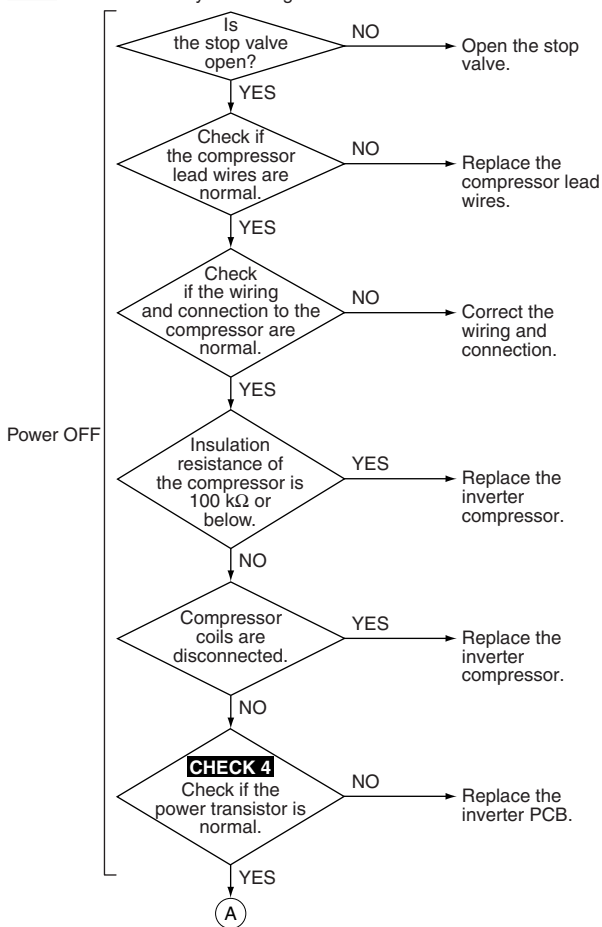 Is
the stop valve
open?
NO
Open the stop
valve.
YES
Check if
the compressor
lead wires are
normal.
NO
Replace the
compressor lead
wires.
YES
Check
if the wiring
and connection to the
compressor are
normal.
NO
Correct the
wiring and
connection.
YES
Power OFF
Insulation
resistance of
the compressor is
100 kΩ or
below.
YES
Replace the
inverter
compressor.
NO
Compressor
coils are
disconnected.
YES
Replace the
inverter
compressor.
NO
CHECK 4
Check if the
power transistor is
normal.
NO
Replace the
inverter PCB.
YES
A